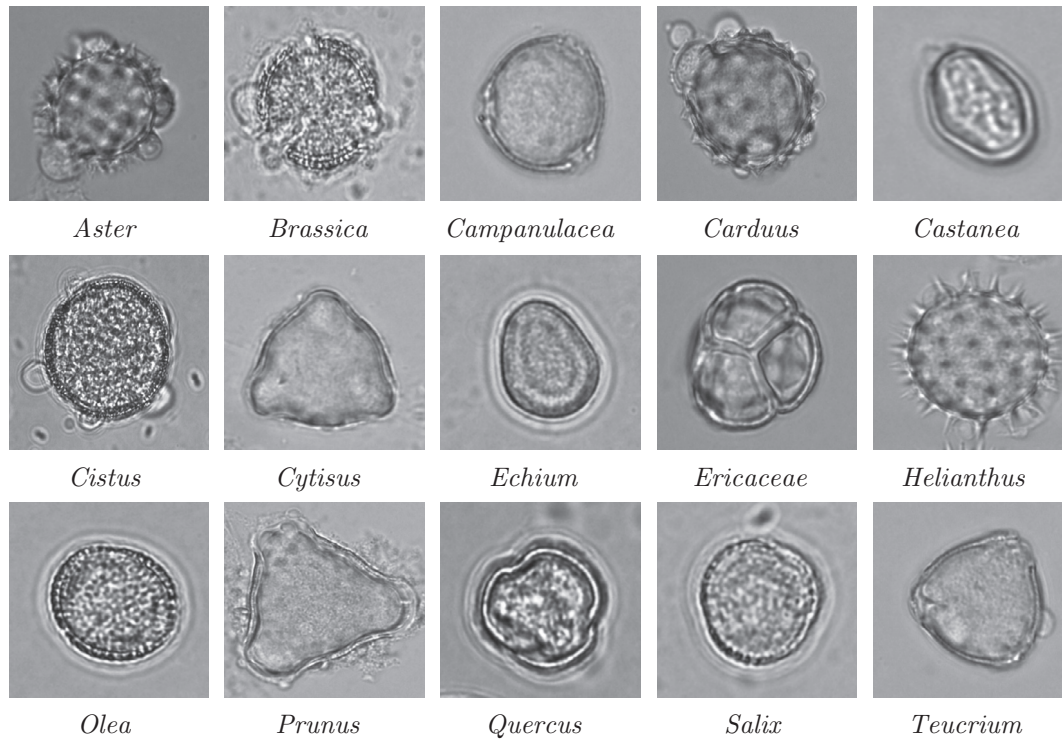 Aster Brassica Campanulacea Carduus Castanea
Cistus Cytisus Echium Ericaceae Helianthus
Olea Prunus Quercus Salix Teucrium